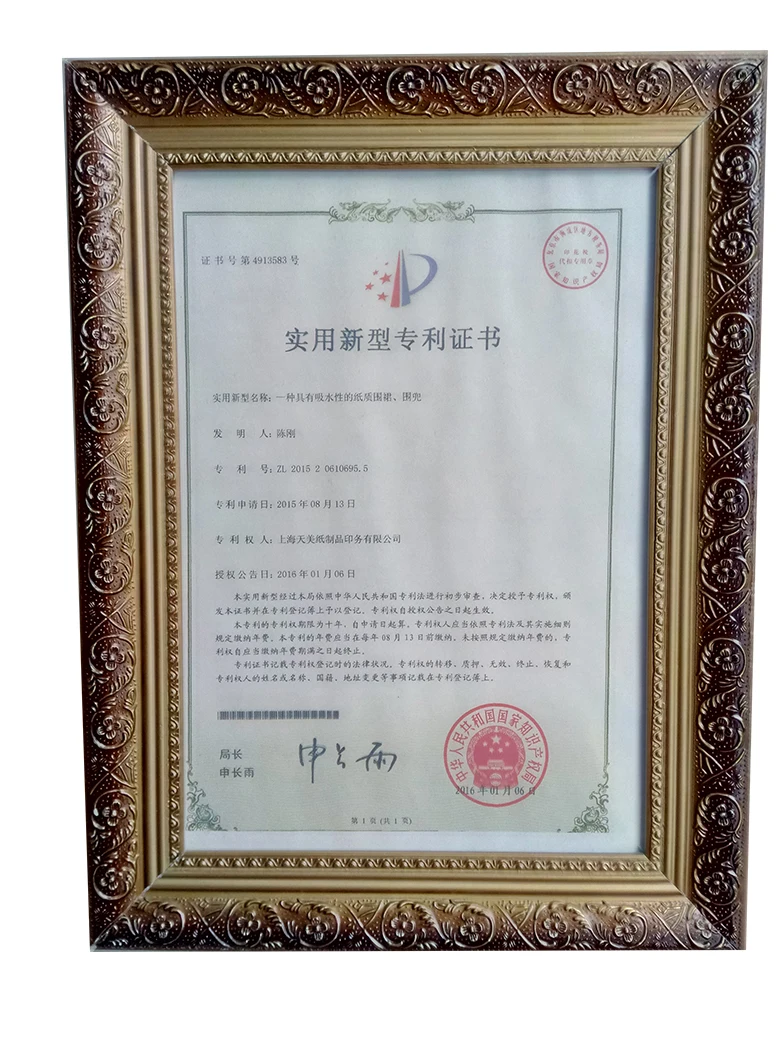 证书号第4913583号
实用新型专利证书
实用新型名称：一种具有吸水性的纸质围裙、围兜
发 明 人：陈刚
专 利 号：ZL 2015 2 0610695.5
专利申请日：2015年08月13日
专 利 权 人：上海天美纸制品印务有限公司
授权公告日：2016年01月06日
本实用新型经过本局依照中华人民共和国专利法进行初步审查，决定授予专利权，颁
发本证书并在专利登记簿上予以登记。专利权自授权公告之日起生效。
本专利的专利权期限为十年，自申请日起算。专利权人应当依照专利法及其实施细则
规定缴纳年费。本专利的年费应当在每年08月13日前缴纳。未按照规定缴纳年费的，专
利权自应当缴纳年费期满之日起终止。
专利证书记载专利权登记时的法律状况。专利权的转移、质押、无效、终止、恢复和
专利权人的姓名或名称、国籍、地址变更等事项记载在专利登记簿上。
局长
申长雨
申长雨
中华人民共和国国家知识产权局
2016年01月06日
第1页(共1页)